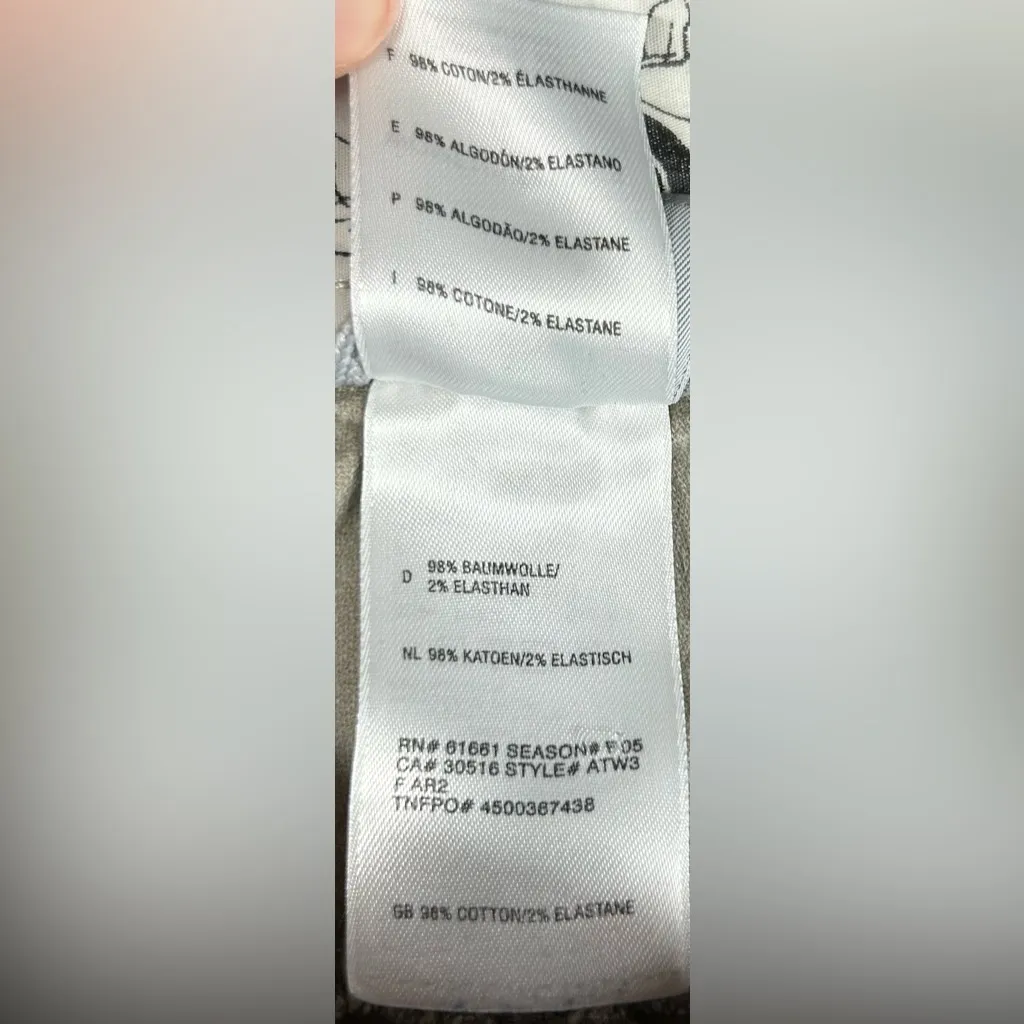 F 98% COTON/2% ÉLASTHANNE
E 98% ALGODÓN/2% ELASTANO
P 98% ALGODÃO/2% ELASTANE
I 98% COTONE/2% ELASTANE
D 98% BAUMWOLLE/
2% ELASTHAN
NL 98% KATOEN/2% ELASTISCH
RN# 61661 SEASON# F 05
CA# 30516 STYLE# ATW3
F AR2
TNFPO# 4500367438
GB 98% COTTON/2% ELASTANE